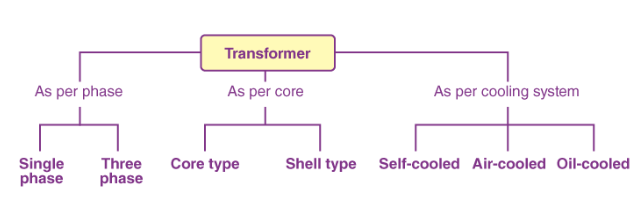 Transformer
As per phase
As per core
As per cooling system
Single
phase
Three
phase
Core type
Shell type
Self-cooled
Air-cooled
Oil-cooled